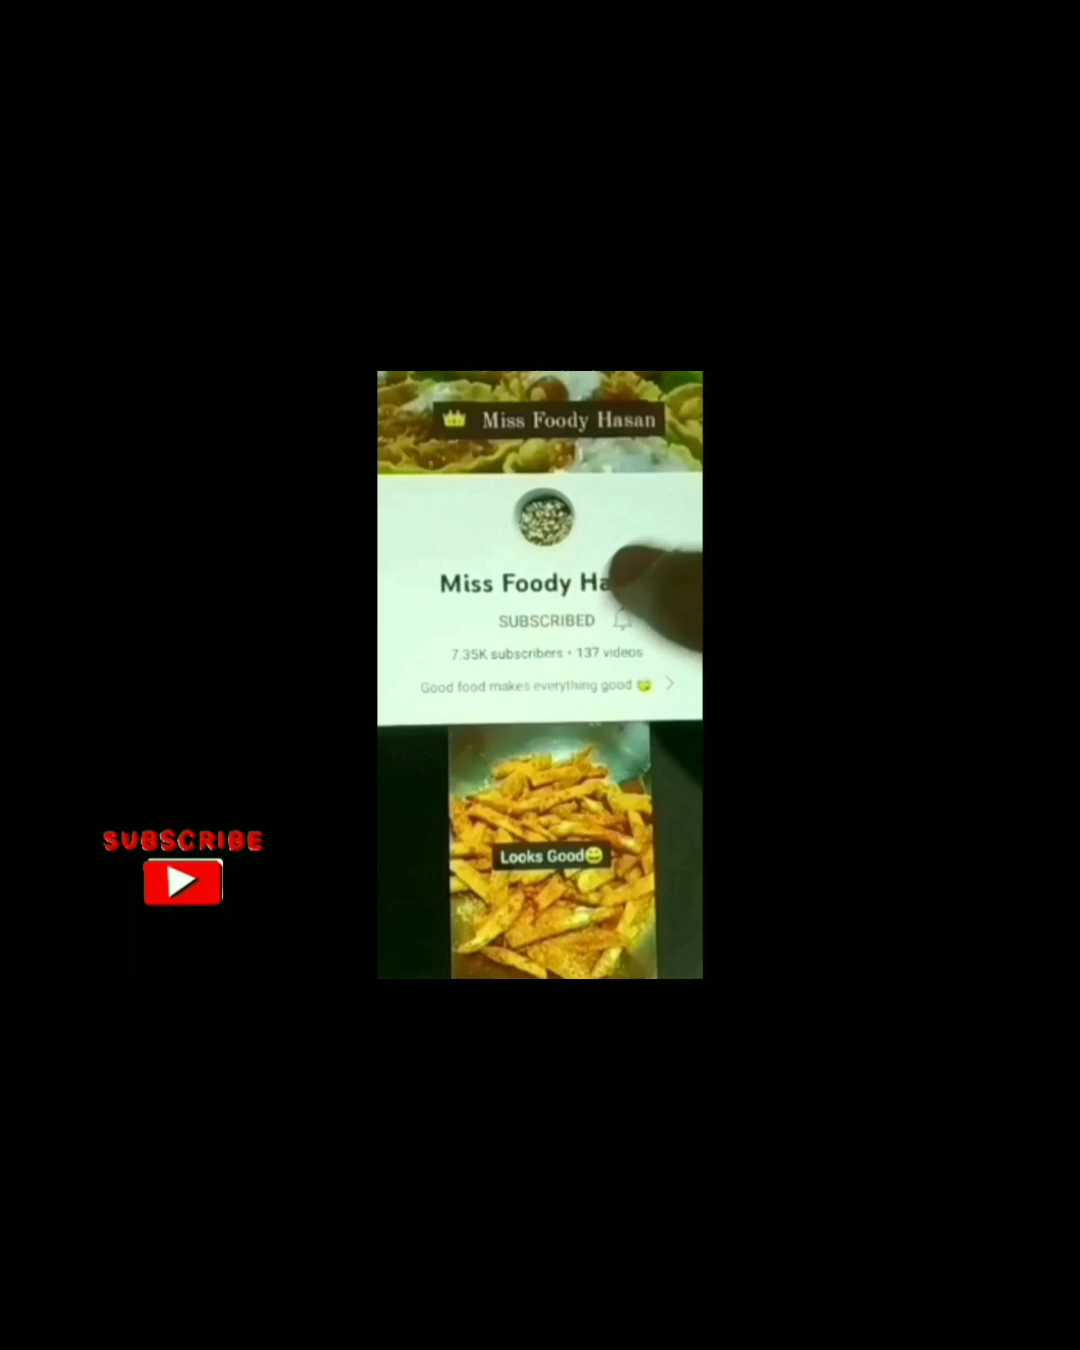 Miss Foody Hasan
Miss Foody Ha
SUBSCRIBED
7.35K subscribers • 137 videos
Good food makes everything good
Looks Good😄
SUBSCRIBE